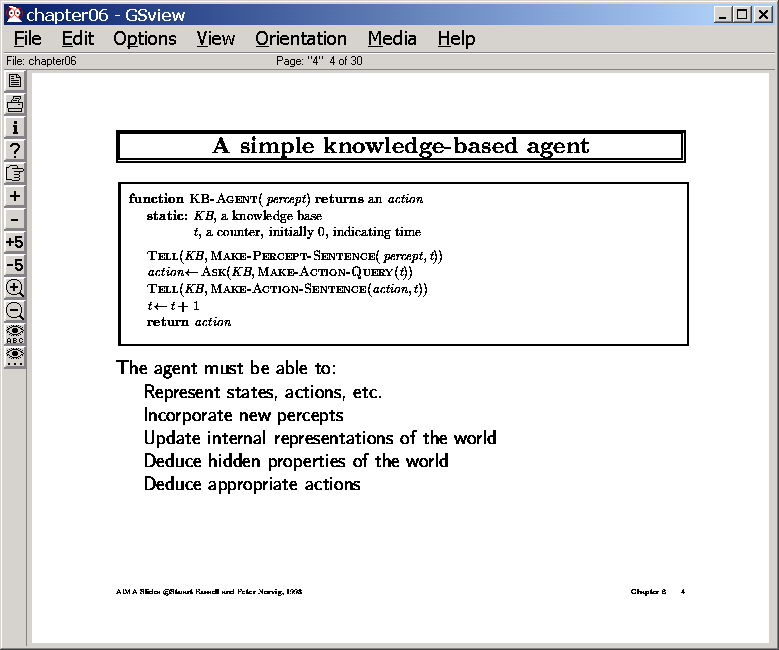 chapter06 - GSview
File Edit Options View Orientation Media Help
File: chapter06 Page: "4" 4 of 30
i
?
+
-
+5
-5
ABC
A simple knowledge-based agent
function KB-AGENT( percept) returns an action
static: KB, a knowledge base
t, a counter, initially 0, indicating time
TELL(KB, MAKE-PERCEPT-SENTENCE( percept, t))
action ← ASK(KB, MAKE-ACTION-QUERY(t))
TELL(KB, MAKE-ACTION-SENTENCE(action, t))
t ← t + 1
return action
The agent must be able to:
Represent states, actions, etc.
Incorporate new percepts
Update internal representations of the world
Deduce hidden properties of the world
Deduce appropriate actions
AIMA Slides ©Stuart Russell and Peter Norvig, 1998 Chapter 6 4